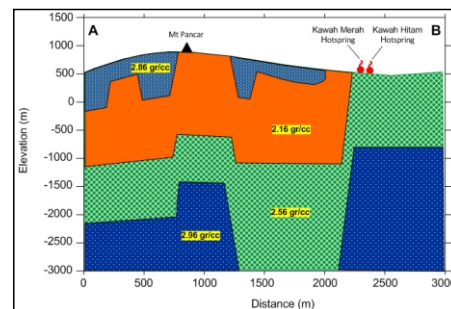 A
Mt Pancar
Kawah Merah
Hotspring
Kawah Hitam
Hotspring
B
1500
1000
500
0.00
-500
-1000
-1500
-2000
-2500
-3000
Elevation (m)
2.86 gr/cc
2.16 gr/cc
2.56 gr/cc
2.96 gr/cc
0
500
1000
1500
2000
2500
3000
Distance (m)